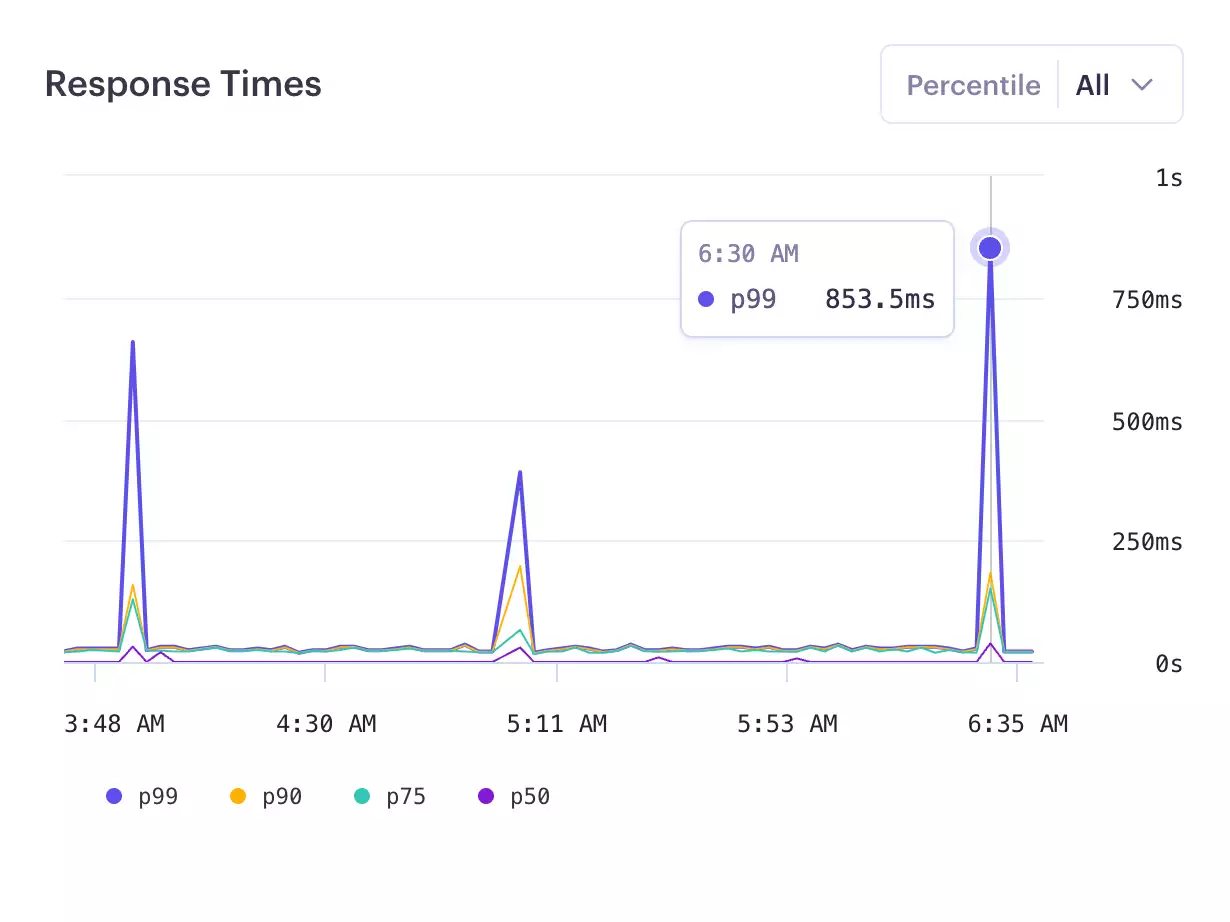 Response Times
Percentile All
1s
6:30 AM
p99 853.5ms
750ms
500ms
250ms
0s
3:48 AM 4:30 AM 5:11 AM 5:53 AM 6:35 AM
p99 p90 p75 p50